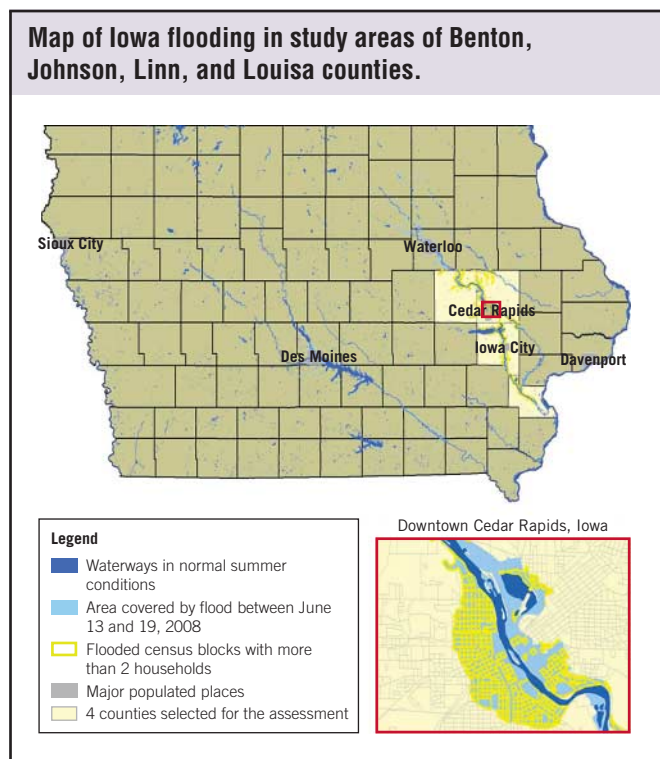 Map of Iowa flooding in study areas of Benton,
Johnson, Linn, and Louisa counties.
Sioux City
Waterloo
Cedar Rapids
Iowa City
Des Moines
Davenport
Legend
Waterways in normal summer
conditions
Area covered by flood between June
13 and 19, 2008
Flooded census blocks with more
than 2 households
Major populated places
4 counties selected for the assessment
Downtown Cedar Rapids, Iowa